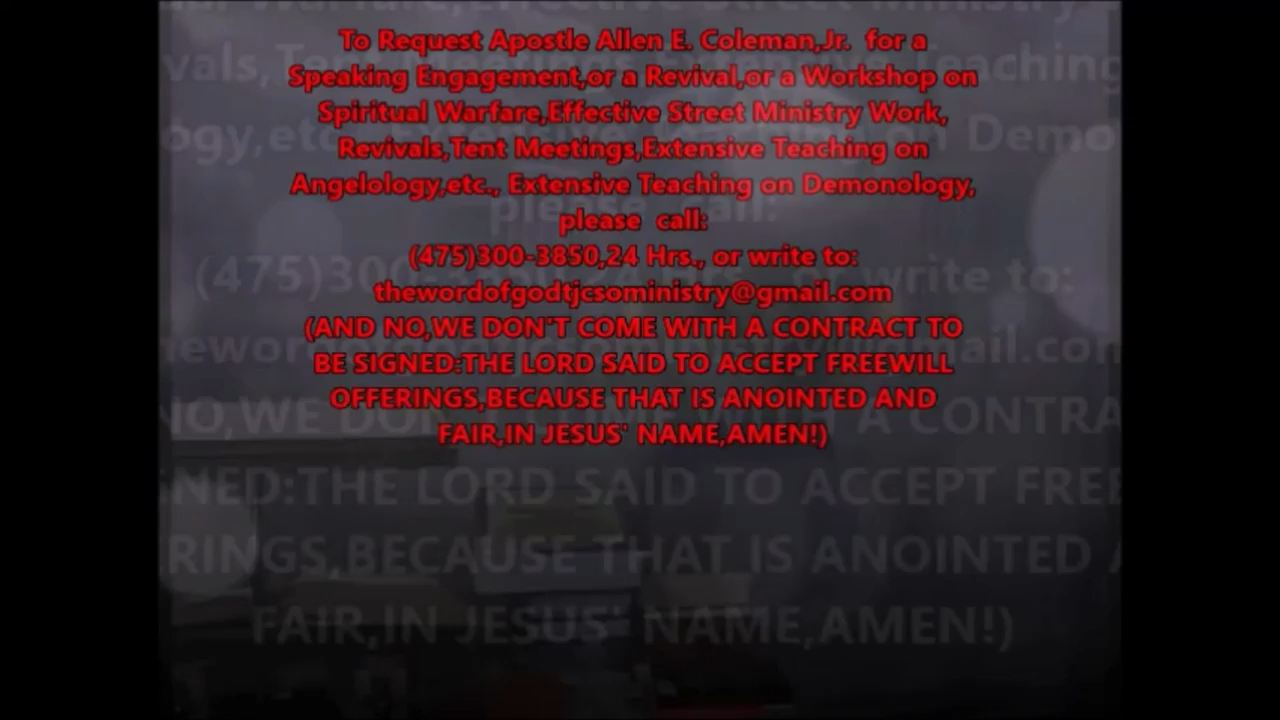 To Request Apostle Allen E. Coleman,Jr.  for a
Speaking Engagement,or a Revival,or a Workshop on
Spiritual Warfare,Effective Street Ministry Work,
Revivals,Tent Meetings,Extensive Teaching on
Angelology,etc., Extensive Teaching on Demonology,
please  call:
(475)300-3850,24 Hrs., or write to:
thewordofgodtjcsoministry@gmail.com
(AND NO,WE DON'T COME WITH A CONTRACT TO
BE SIGNED:THE LORD SAID TO ACCEPT FREEWILL
OFFERINGS,BECAUSE THAT IS ANOINTED AND
FAIR,IN JESUS' NAME,AMEN!)